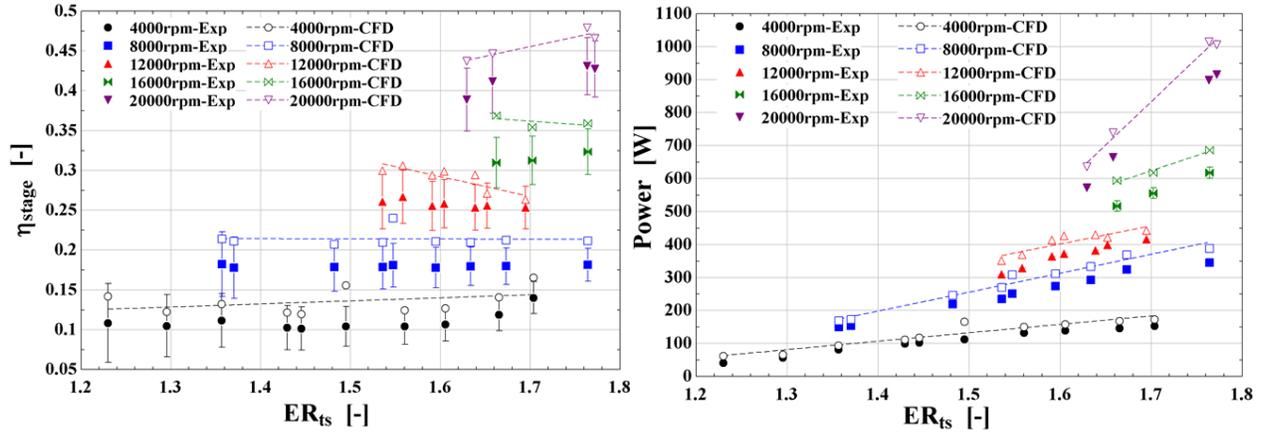 0.5
0.45
0.4
0.35
0.3
0.25
0.2
0.15
0.1
0.05
ηstage [-]
4000rpm-Exp 4000rpm-CFD
8000rpm-Exp 8000rpm-CFD
12000rpm-Exp 12000rpm-CFD
16000rpm-Exp 16000rpm-CFD
20000rpm-Exp 20000rpm-CFD
1.2 1.3 1.4 1.5 1.6 1.7 1.8
ERts [-]
1100
1000
900
800
700
600
500
400
300
200
100
0
Power [W]
4000rpm-Exp 4000rpm-CFD
8000rpm-Exp 8000rpm-CFD
12000rpm-Exp 12000rpm-CFD
16000rpm-Exp 16000rpm-CFD
20000rpm-Exp 20000rpm-CFD
1.2 1.3 1.4 1.5 1.6 1.7 1.8
ERts [-]